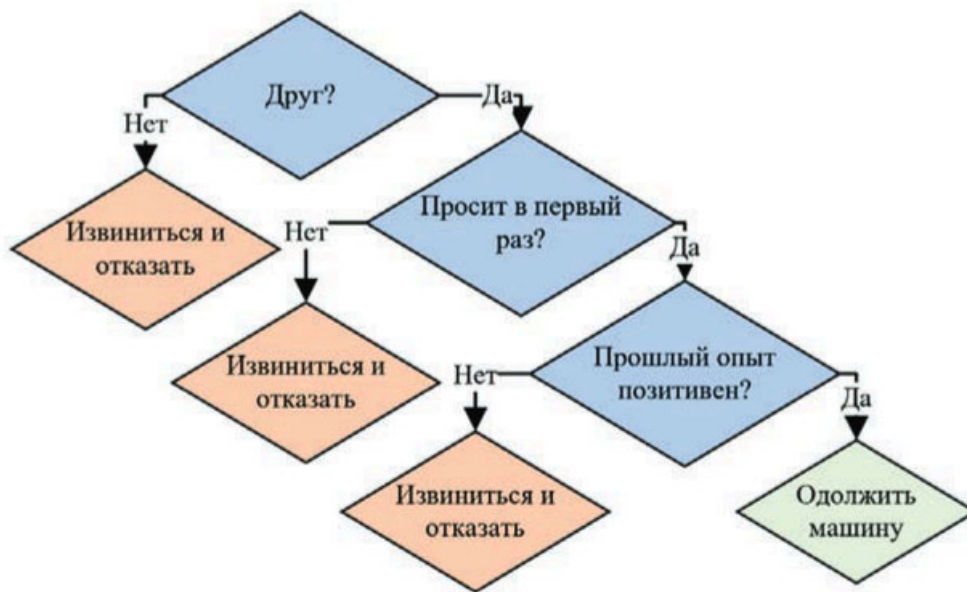 Друг?
Нет
Да
Извиниться и
отказать
Просит в первый
раз?
Нет
Да
Извиниться и
отказать
Прошлый опыт
позитивен?
Нет
Да
Извиниться и
отказать
Одолжить
машину